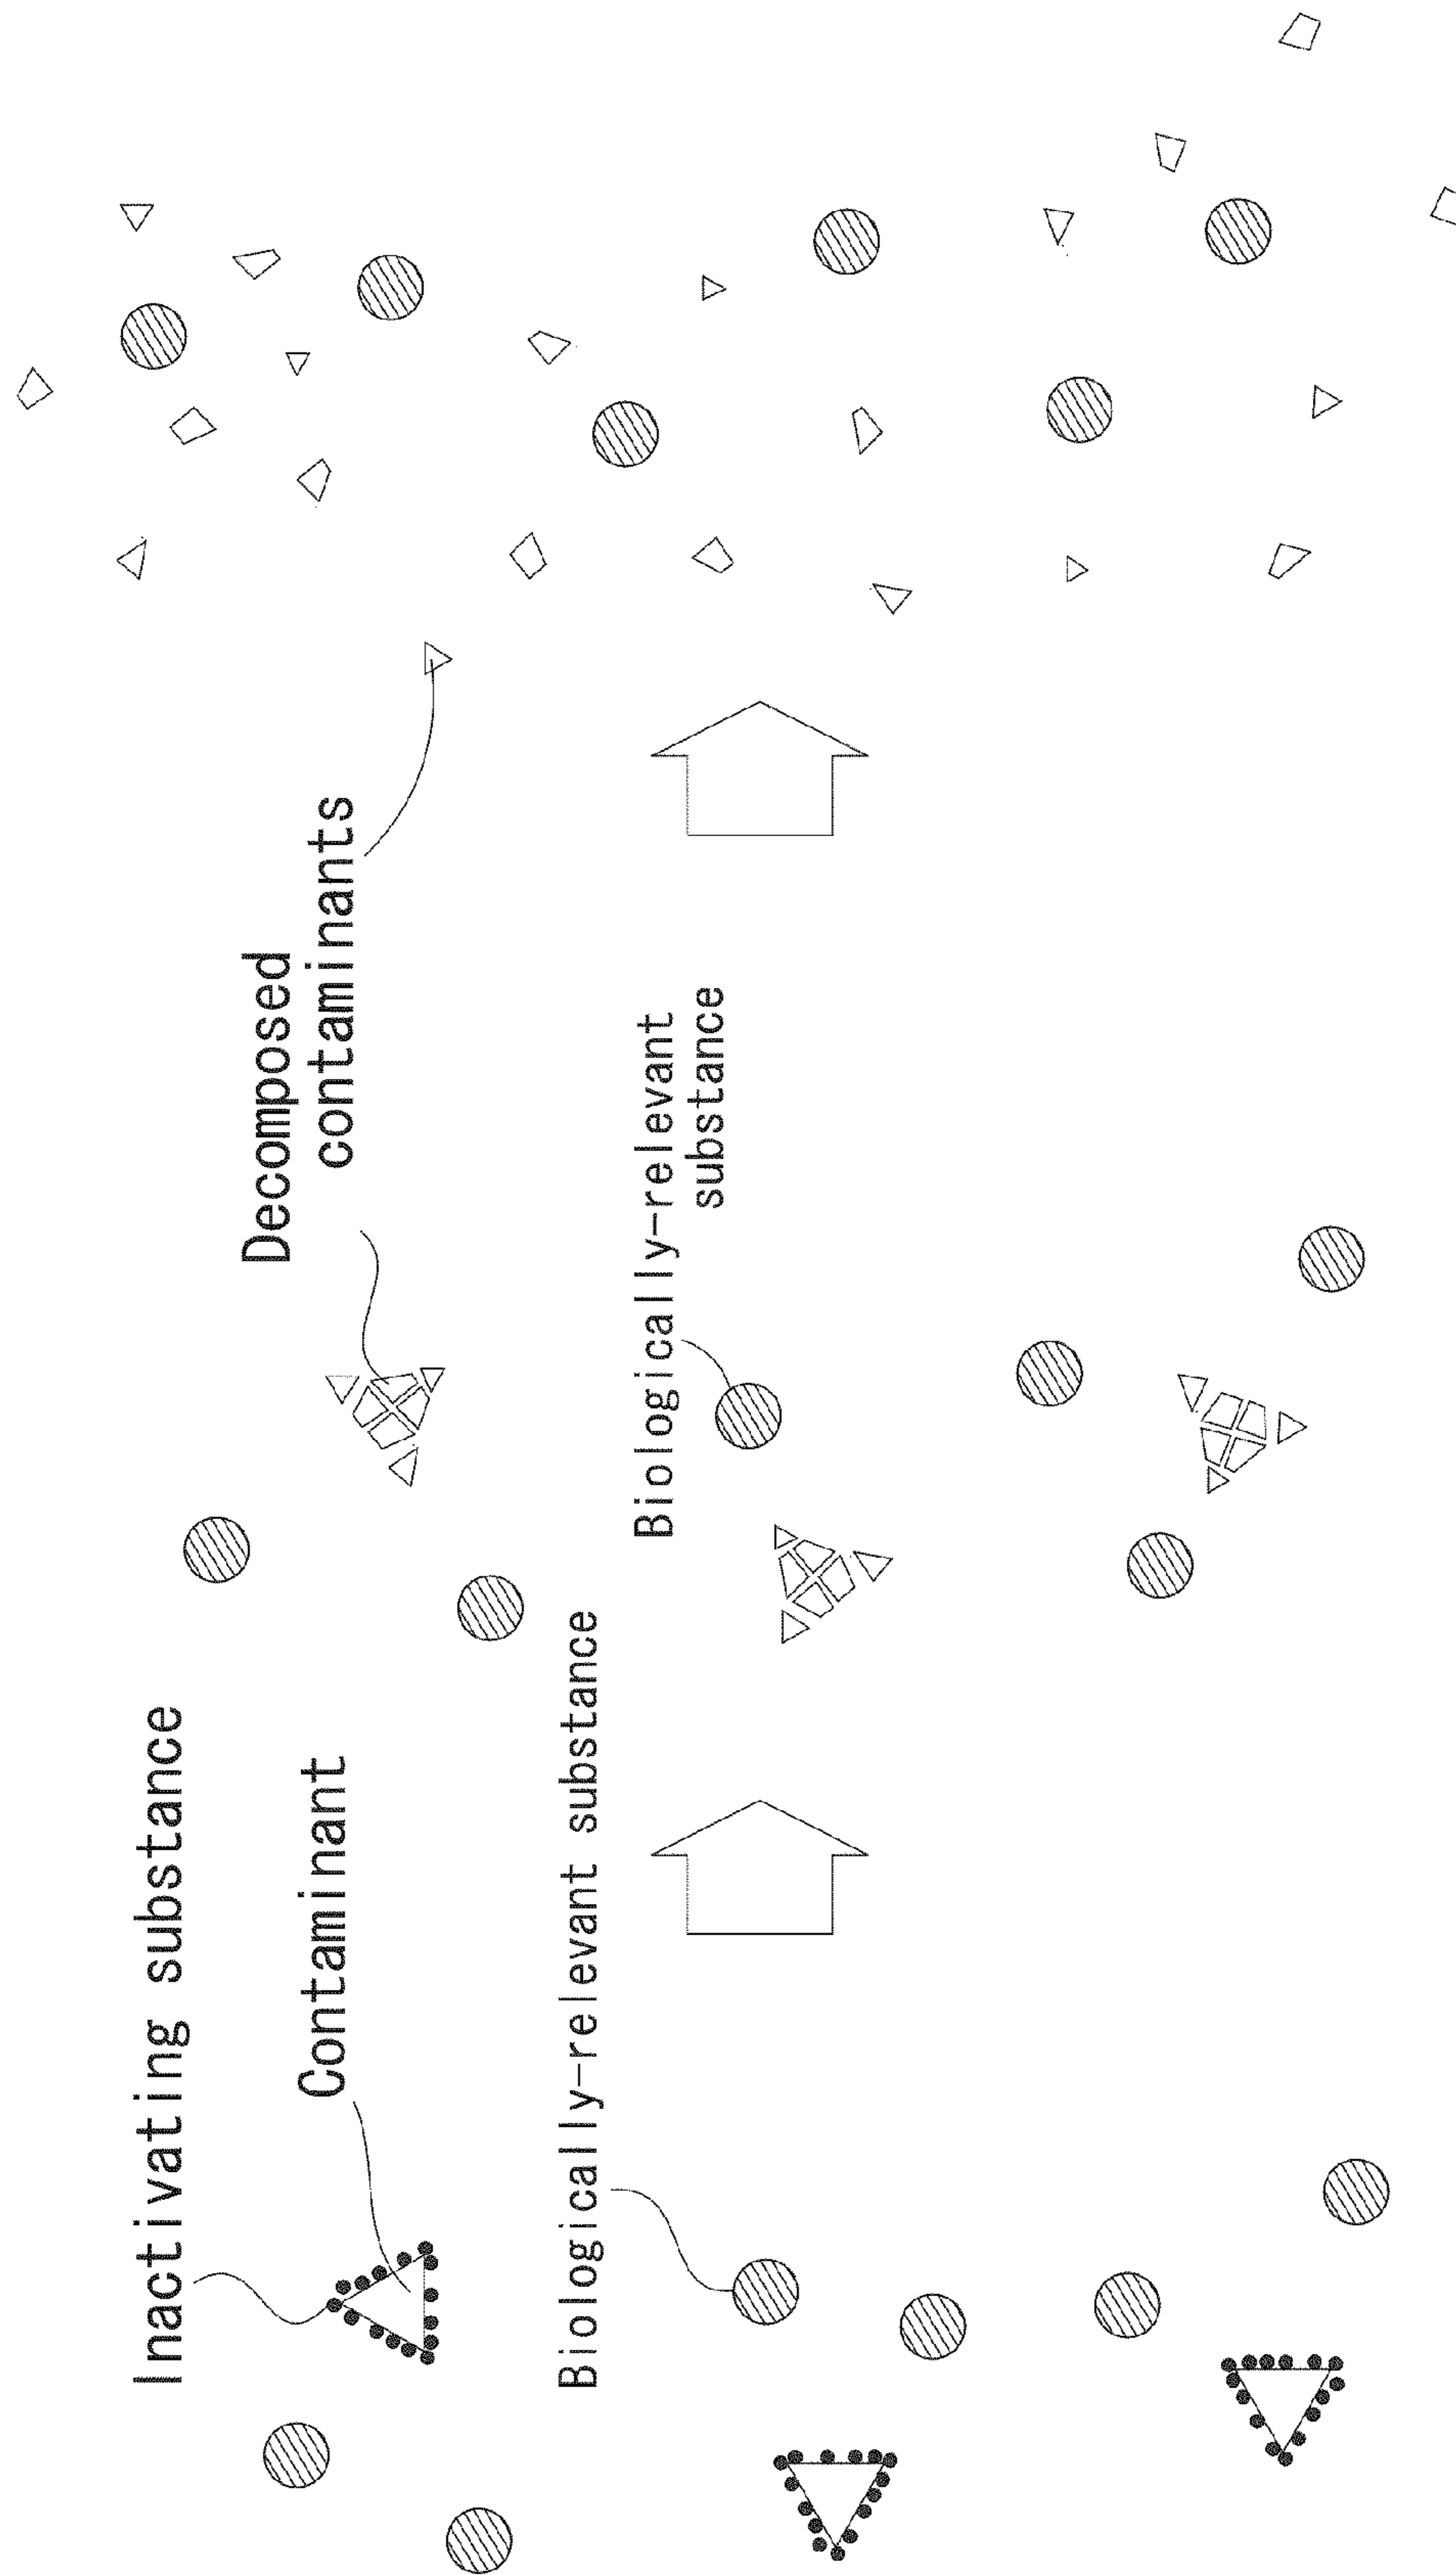 Inactivating substance
Contaminant
Biologically-relevant substance
Decomposed
contaminants
Biologically-relevant
substance